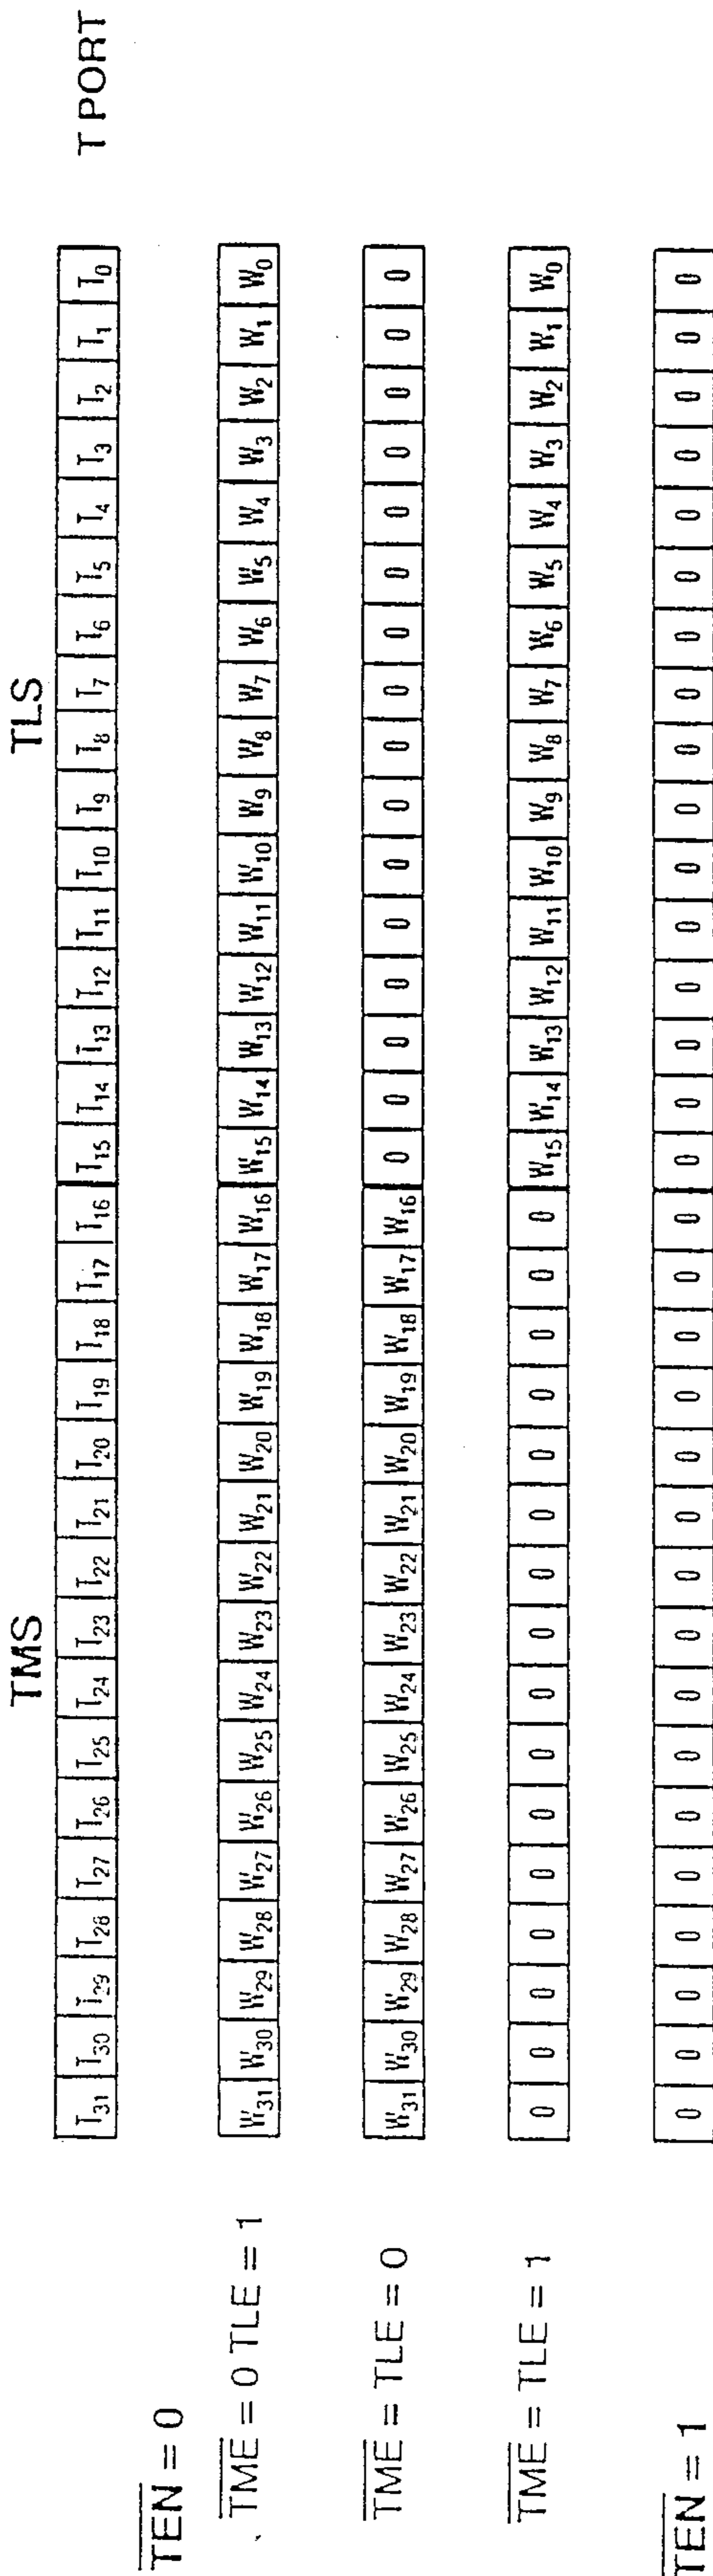 TMS TLS
T31 T30 T29 T28 T27 T26 T25 T24 T23 T22 T21 T20 T19 T18 T17 T16 T15 T14 T13 T12 T11 T10 T9 T8 T7 T6 T5 T4 T3 T2 T1 T0 T PORT
T̅E̅N̅ = 0
T̅M̅E̅ = 0 TLE = 1 W31 W30 W29 W28 W27 W26 W25 W24 W23 W22 W21 W20 W19 W18 W17 W16 W15 W14 W13 W12 W11 W10 W9 W8 W7 W6 W5 W4 W3 W2 W1 W0
T̅M̅E̅ = TLE = 0 W31 W30 W29 W28 W27 W26 W25 W24 W23 W22 W21 W20 W19 W18 W17 W16 0 0 0 0 0 0 0 0 0 0 0 0 0 0 0 0
T̅M̅E̅ = TLE = 1 0 0 0 0 0 0 0 0 0 0 0 0 0 0 0 0 W15 W14 W13 W12 W11 W10 W9 W8 W7 W6 W5 W4 W3 W2 W1 W0
T̅E̅N̅ = 1 0 0 0 0 0 0 0 0 0 0 0 0 0 0 0 0 0 0 0 0 0 0 0 0 0 0 0 0 0 0 0 0